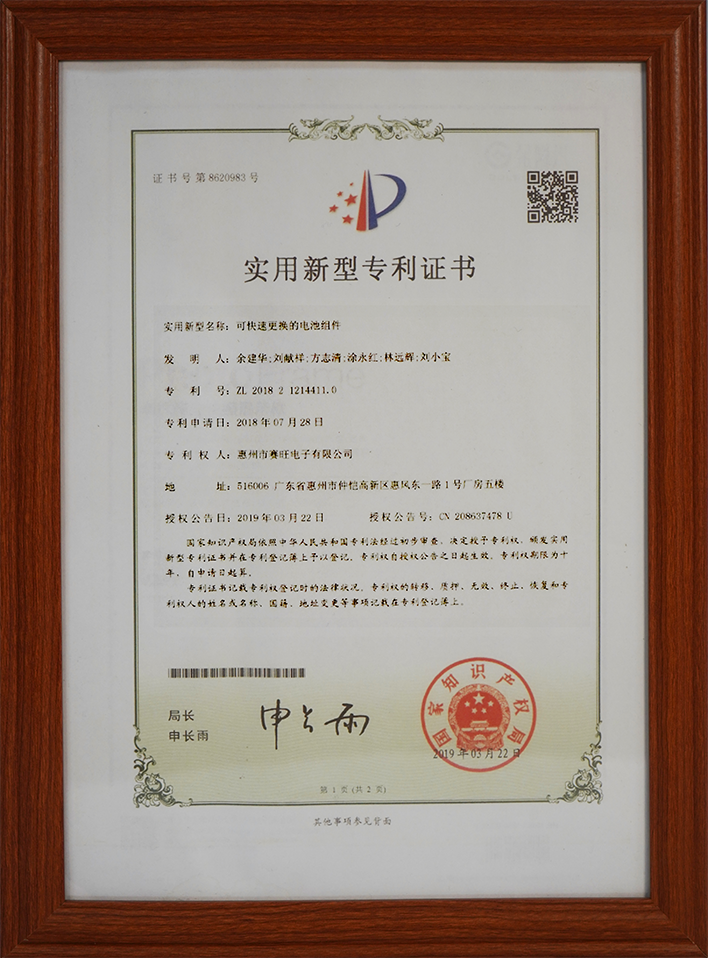 证书号第8620983号
实用新型专利证书
实用新型名称：可快速更换的电池组件
发明人：余建华;刘献样;方志清;涂永红;林远辉;刘小宝
专利号：ZL 2018 2 1214411.0
专利申请日：2018年07月28日
专利权人：惠州市赛旺电子有限公司
地址：516006 广东省惠州市仲恺高新区惠风东一路1号厂房五楼
授权公告日：2019年03月22日 授权公告号：CN 208637478 U
国家知识产权局依照中华人民共和国专利法经过初步审查，决定授予专利权，颁发实用
新型专利证书并在专利登记簿上予以登记。专利权自授权公告之日起生效。专利权期限为十
年，自申请日起算。
专利证书记载专利权登记时的法律状况。专利权的转移、质押、无效、终止、恢复和专
利权人的姓名或名称、国籍、地址变更等事项记载在专利登记簿上。
局长
申长雨
申长雨
国家知识产权局
2019年03月22日
第1页(共2页)
其他事项参见背面